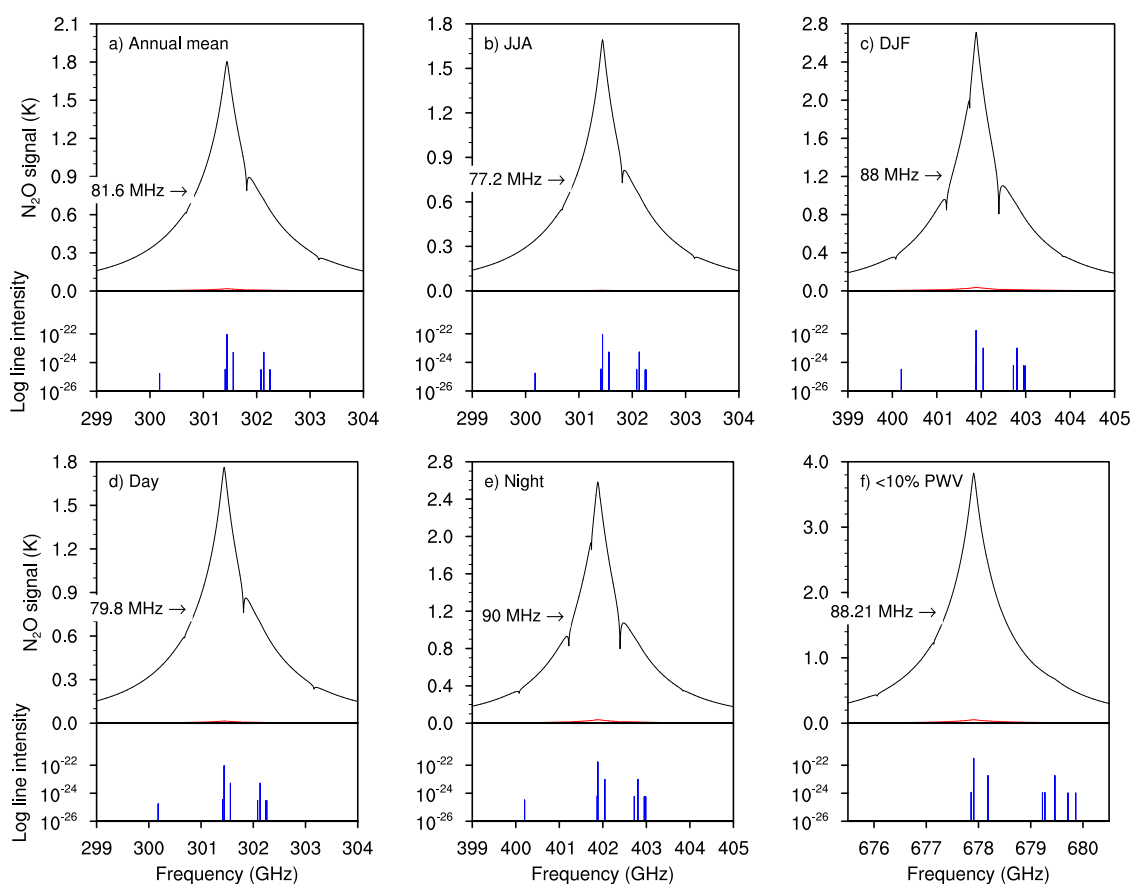 a) Annual mean
2.1
1.8
1.5
1.2
0.9
0.6
0.3
0.0
N₂O signal (K)
81.6 MHz →
10⁻²²
10⁻²⁴
10⁻²⁶
Log line intensity
299 300 301 302 303 304
b) JJA
1.8
1.5
1.2
0.9
0.6
0.3
0.0
77.2 MHz →
10⁻²²
10⁻²⁴
10⁻²⁶
299 300 301 302 303 304
c) DJF
2.8
2.4
2.0
1.6
1.2
0.8
0.4
0.0
88 MHz →
10⁻²²
10⁻²⁴
10⁻²⁶
399 400 401 402 403 404 405
d) Day
1.8
1.5
1.2
0.9
0.6
0.3
0.0
N₂O signal (K)
79.8 MHz →
10⁻²²
10⁻²⁴
10⁻²⁶
Log line intensity
299 300 301 302 303 304
Frequency (GHz)
e) Night
2.8
2.4
2.0
1.6
1.2
0.8
0.4
0.0
90 MHz →
10⁻²²
10⁻²⁴
10⁻²⁶
399 400 401 402 403 404 405
Frequency (GHz)
f) <10% PWV
4.0
3.0
2.0
1.0
0.0
88.21 MHz →
10⁻²²
10⁻²⁴
10⁻²⁶
676 677 678 679 680
Frequency (GHz)